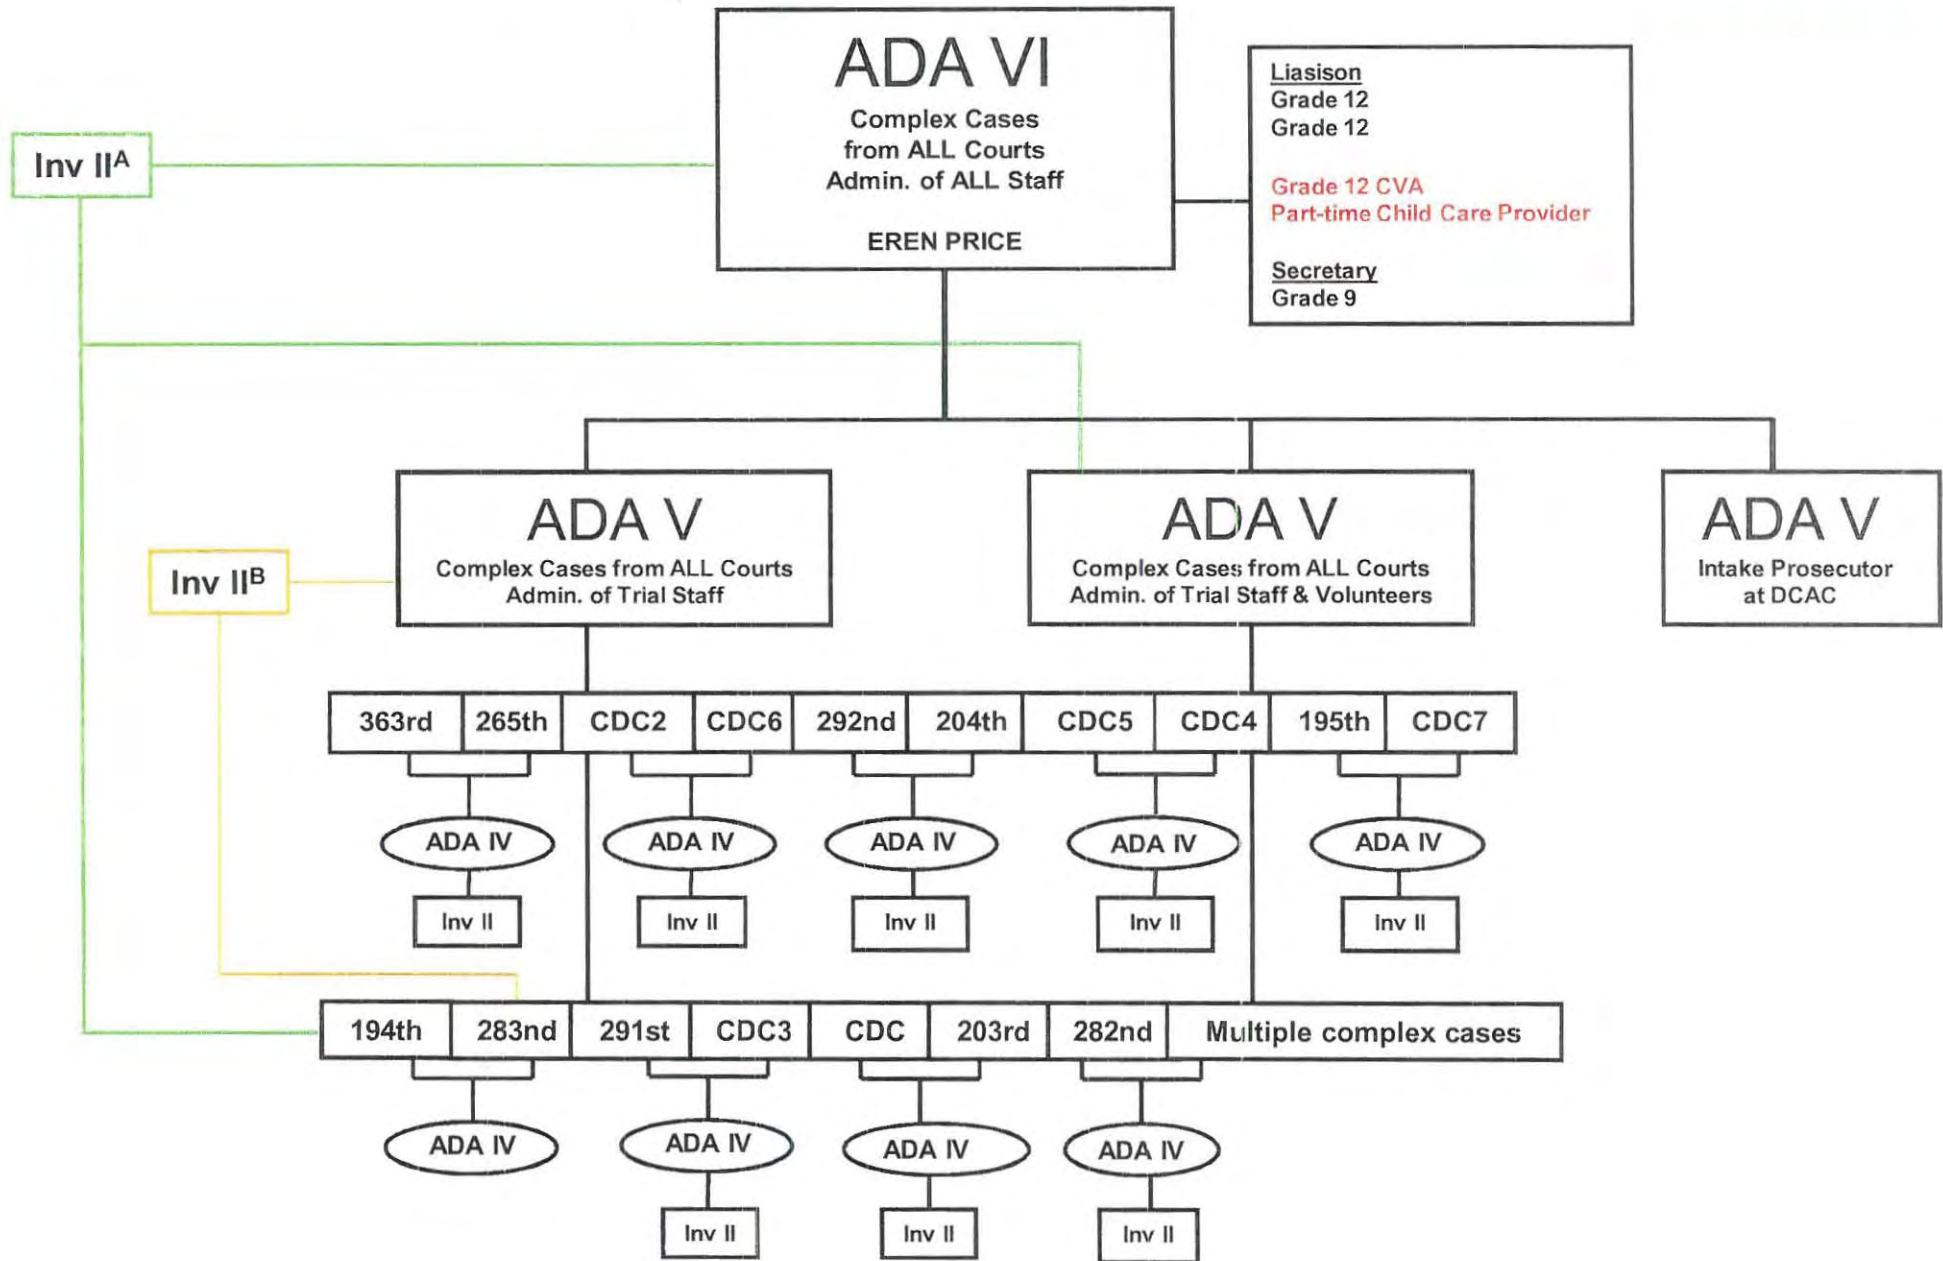 ADA VI
Complex Cases
from ALL Courts
Admin. of ALL Staff
EREN PRICE
Liasison
Grade 12
Grade 12
Grade 12 CVA
Part-time Child Care Provider
Secretary
Grade 9
Inv IIA
ADA V
Complex Cases from ALL Courts
Admin. of Trial Staff
ADA V
Complex Cases from ALL Courts
Admin. of Trial Staff & Volunteers
ADA V
Intake Prosecutor
at DCAC
Inv IIB
363rd 265th CDC2 CDC6 292nd 204th CDC5 CDC4 195th CDC7
ADA IV ADA IV ADA IV ADA IV ADA IV
Inv II Inv II Inv II Inv II Inv II
194th 283nd 291st CDC3 CDC 203rd 282nd Multiple complex cases
ADA IV ADA IV ADA IV ADA IV
Inv II Inv II Inv II